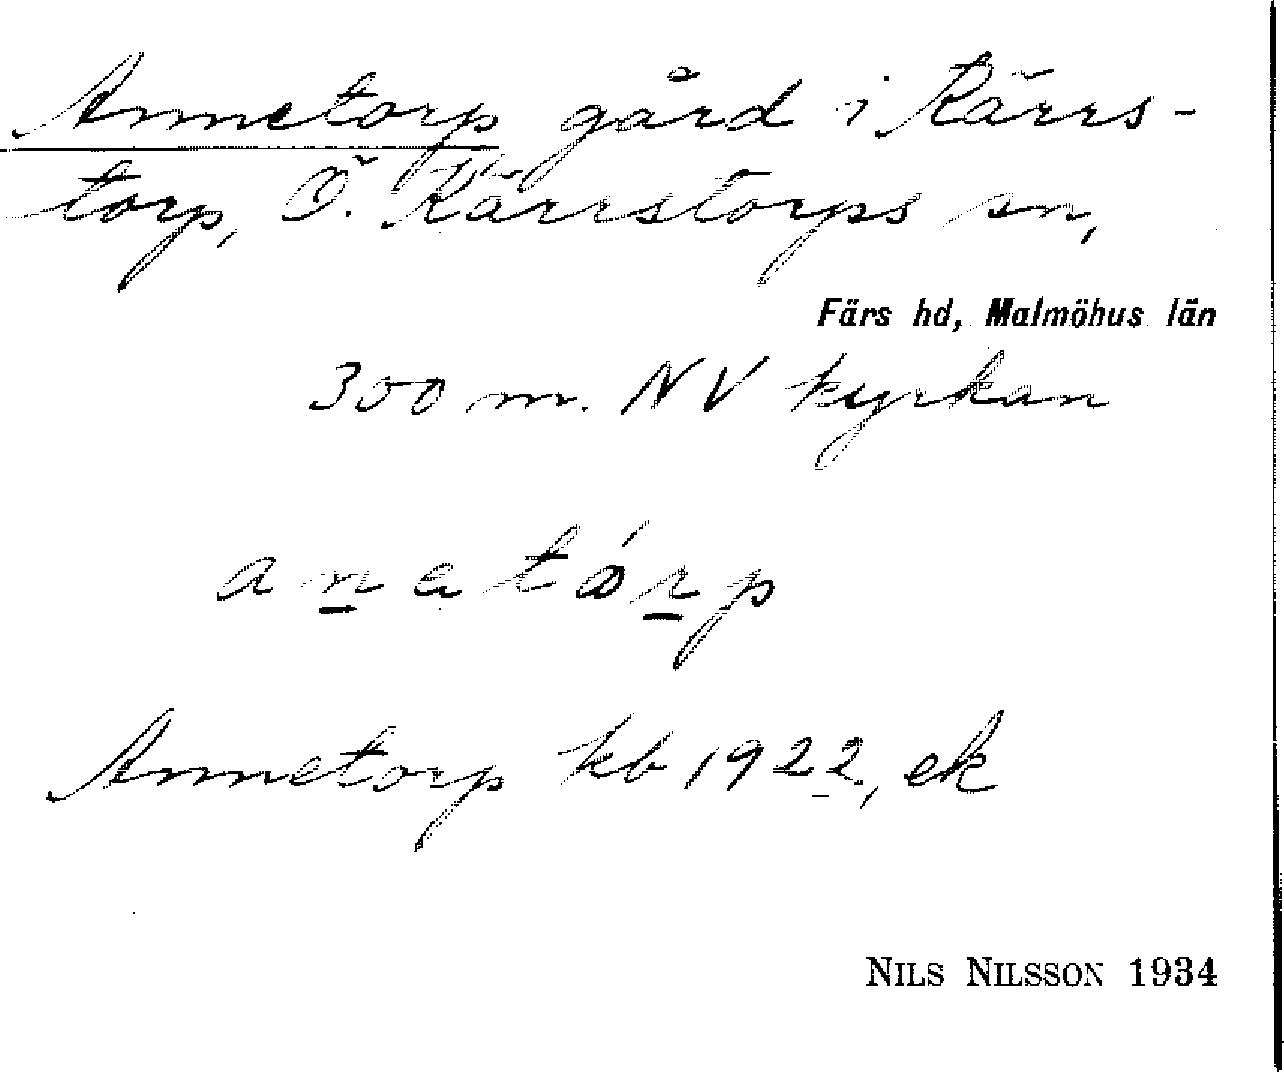 Annetorp gård i Kärrs-
torp, Ö. Kärrstorps sn,
Färs hd, Malmöhus län
300 m. NV kyrkan
anatórp
Annetorp kb 1922, ek
NILS NILSSON 1934